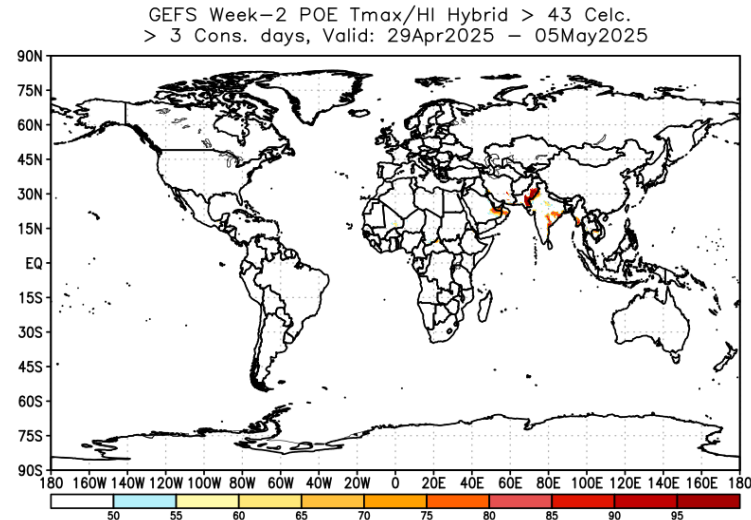 GEFS Week-2 POE Tmax/HI Hybrid > 43 Celc.
> 3 Cons. days, Valid: 29Apr2025 - 05May2025
90N
75N
60N
45N
30N
15N
EQ
15S
30S
45S
60S
75S
90S
180 160W 140W 120W 100W 80W 60W 40W 20W 0 20E 40E 60E 80E 100E 120E 140E 160E 180
50 55 60 65 70 75 80 85 90 95